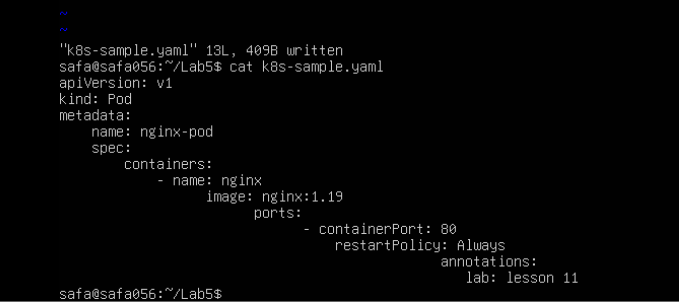 ~
~
"k8s-sample.yaml" 13L, 409B written
safa@safa056:~/Lab5$ cat k8s-sample.yaml
apiVersion: v1
kind: Pod
metadata:
    name: nginx-pod
    spec:
        containers:
            - name: nginx
                  image: nginx:1.19
                        ports:
                              - containerPort: 80
                                  restartPolicy: Always
                                               annotations:
                                                  lab: lesson 11
safa@safa056:~/Lab5$